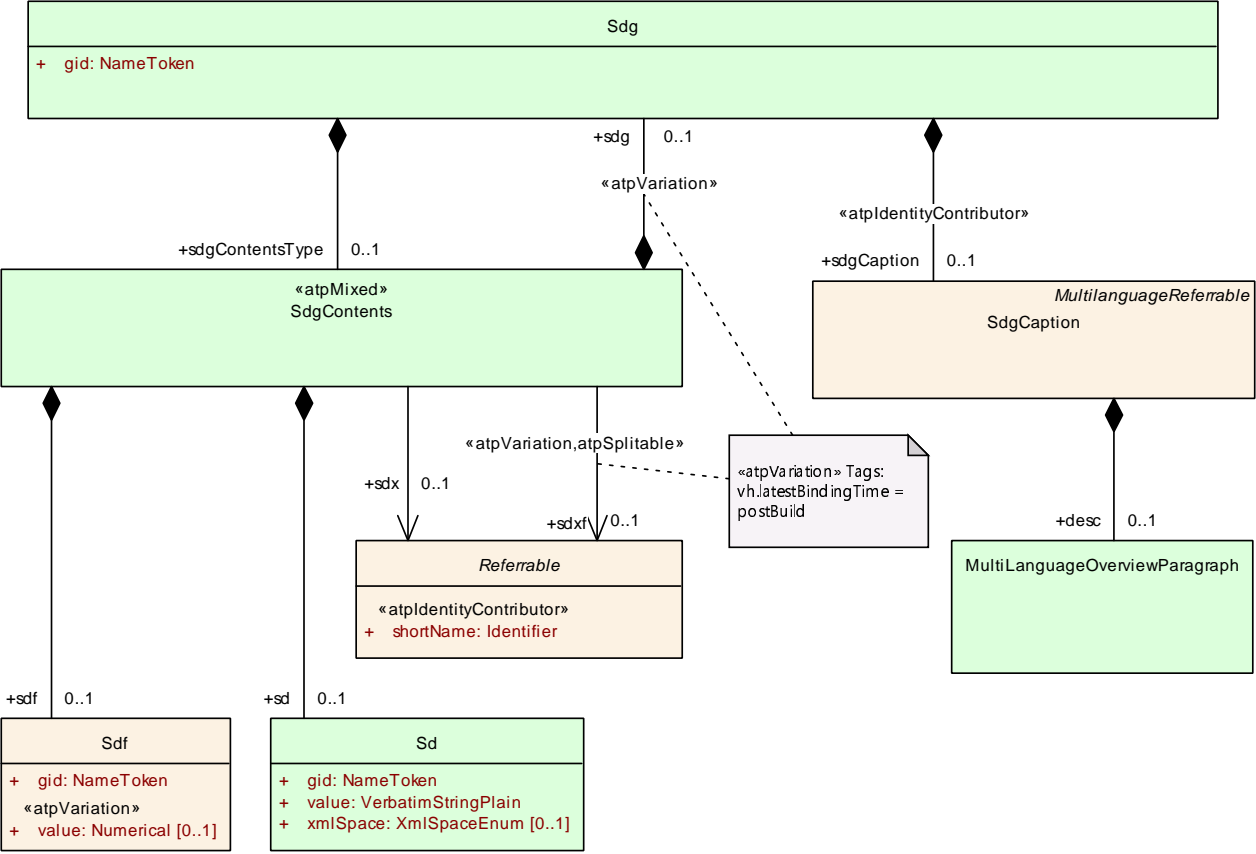 Sdg
+ gid: NameToken
+sdg 0..1
«atpVariation»
«atpIdentityContributor»
+sdgContentsType 0..1
+sdgCaption 0..1
«atpMixed»
SdgContents
MultilanguageReferrable
SdgCaption
«atpVariation,atpSplitable»
«atpVariation» Tags:
vh.latestBindingTime =
postBuild
+sdx 0..1
+sdxf 0..1
+desc 0..1
Referrable
«atpIdentityContributor»
+ shortName: Identifier
MultiLanguageOverviewParagraph
+sdf 0..1
+sd 0..1
Sdf
+ gid: NameToken
«atpVariation»
+ value: Numerical [0..1]
Sd
+ gid: NameToken
+ value: VerbatimStringPlain
+ xmlSpace: XmlSpaceEnum [0..1]